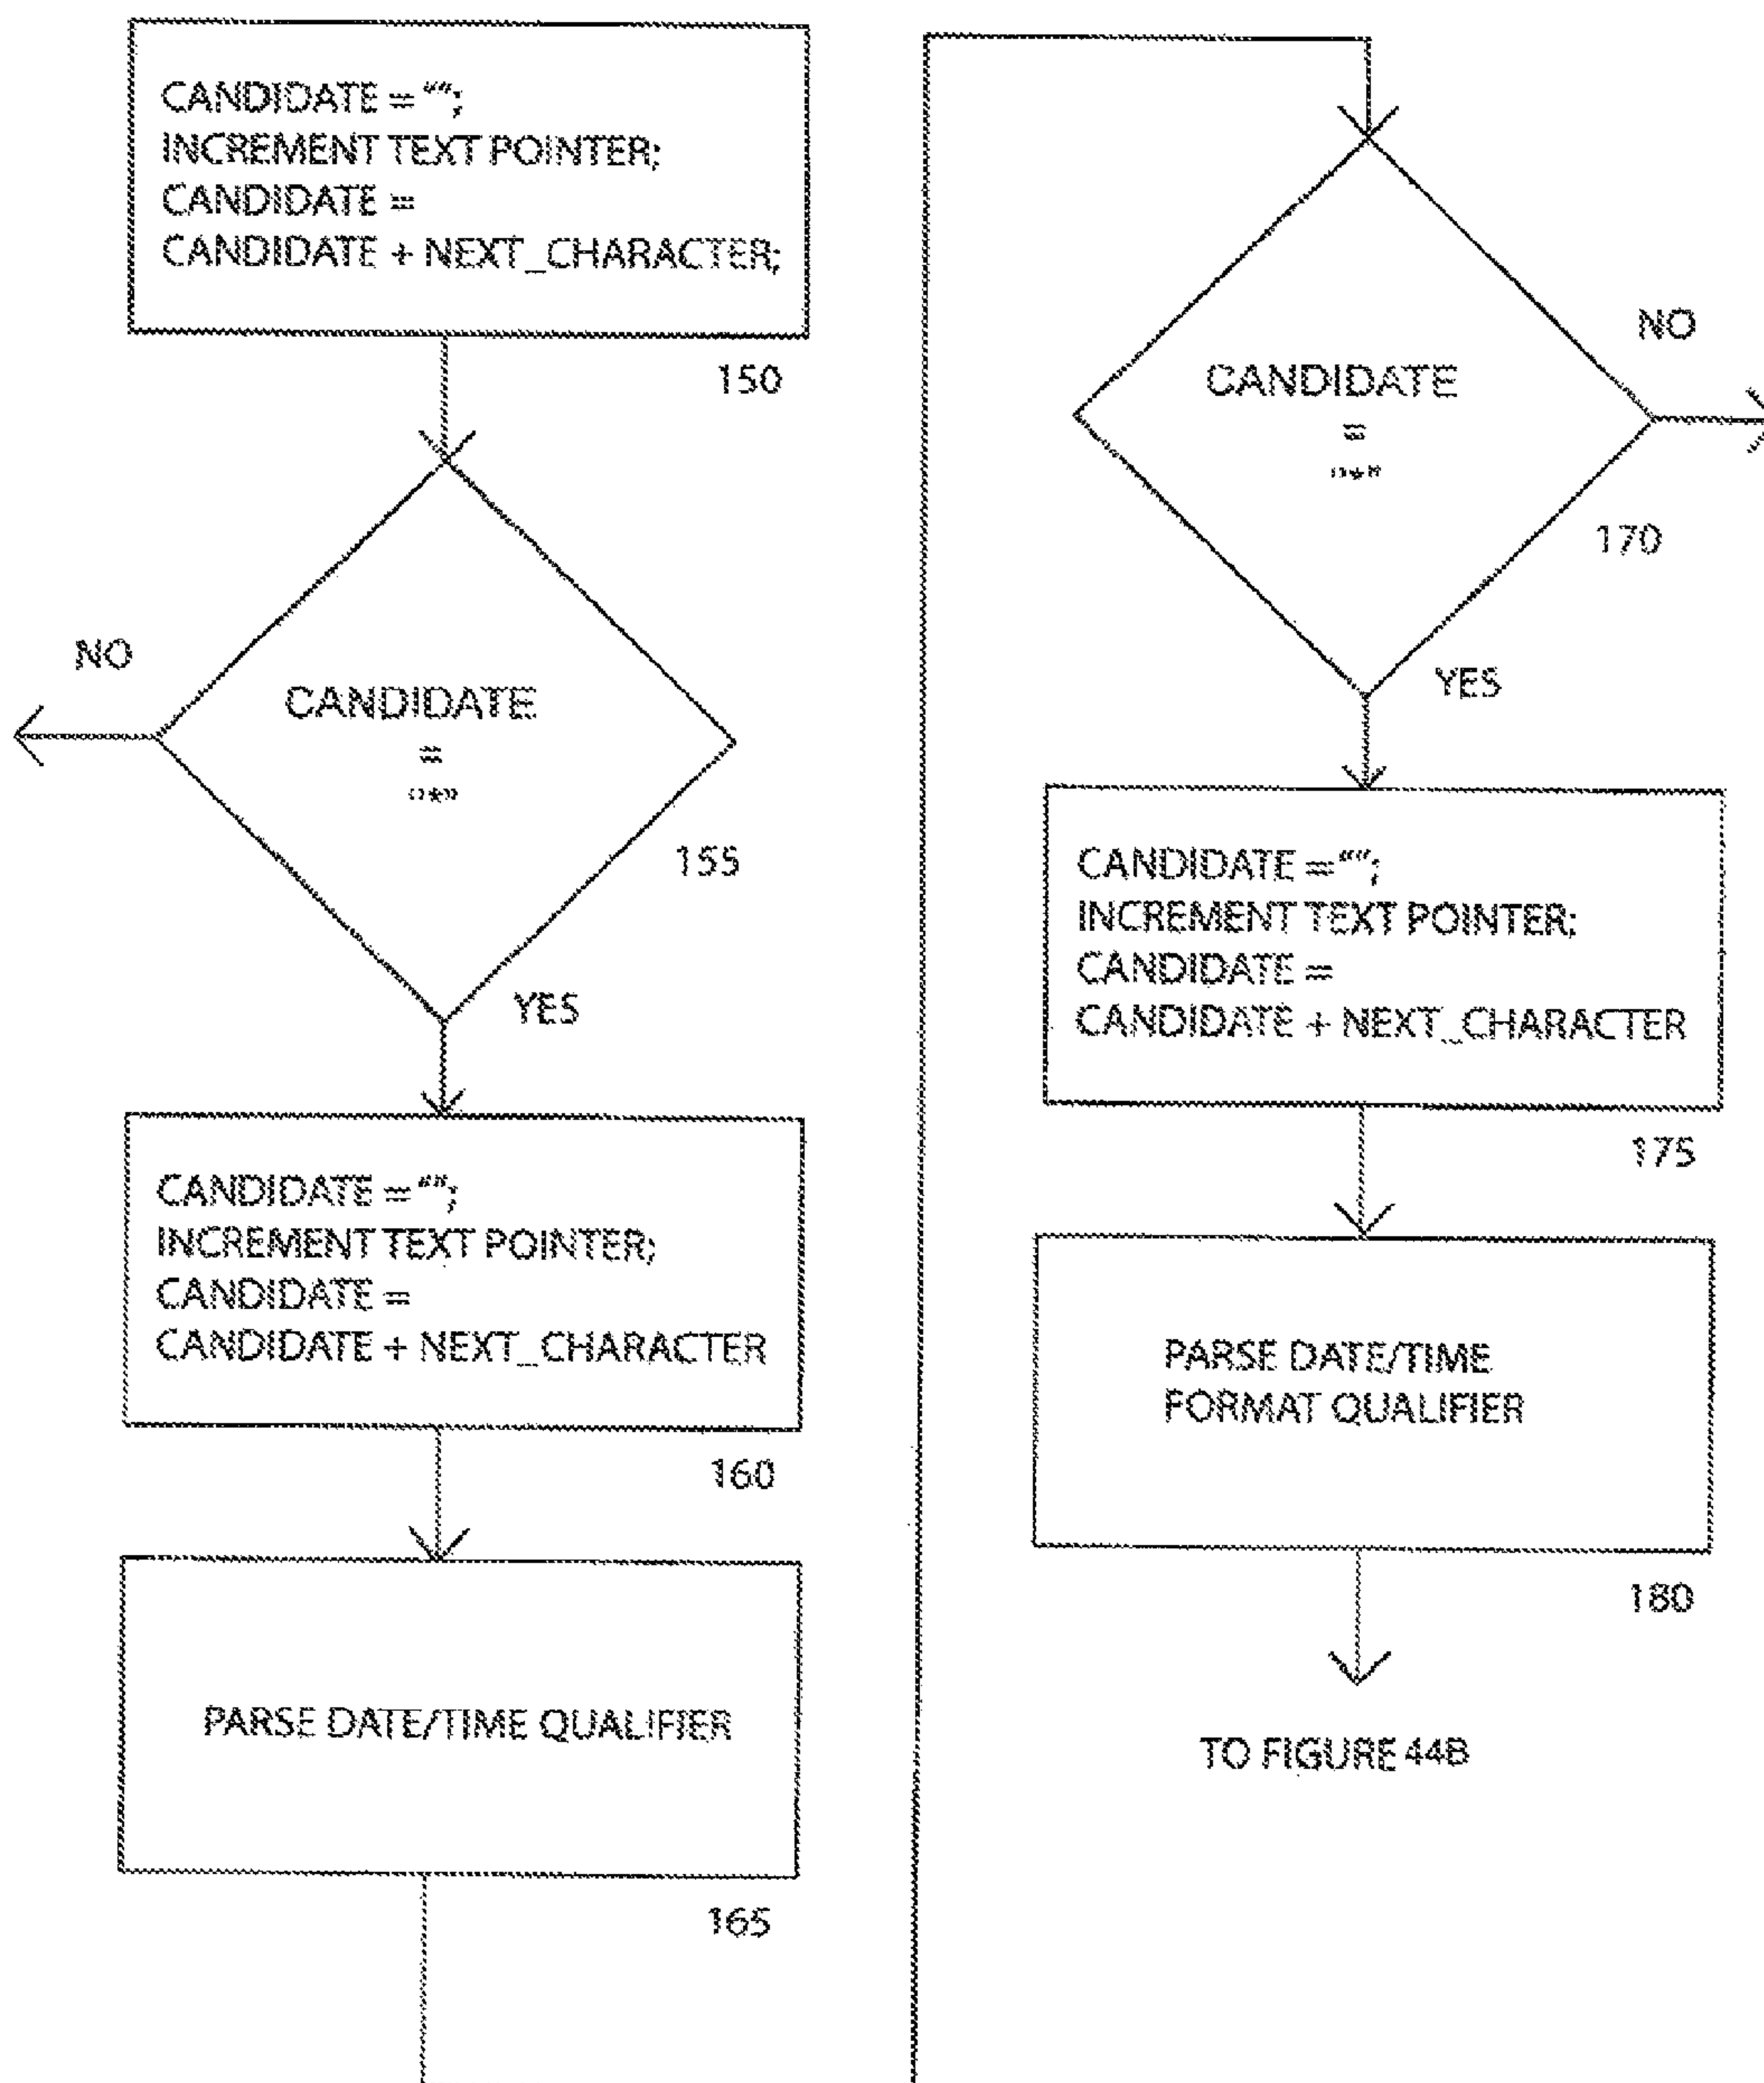 CANDIDATE = "";
INCREMENT TEXT POINTER;
CANDIDATE =
CANDIDATE + NEXT_CHARACTER;
150
NO
CANDIDATE
=
"*"
155
YES
CANDIDATE = "";
INCREMENT TEXT POINTER;
CANDIDATE =
CANDIDATE + NEXT_CHARACTER
160
PARSE DATE/TIME QUALIFIER
165
NO
CANDIDATE
=
"*"
170
YES
CANDIDATE = "";
INCREMENT TEXT POINTER;
CANDIDATE =
CANDIDATE + NEXT_CHARACTER
175
PARSE DATE/TIME
FORMAT QUALIFIER
180
TO FIGURE 44B